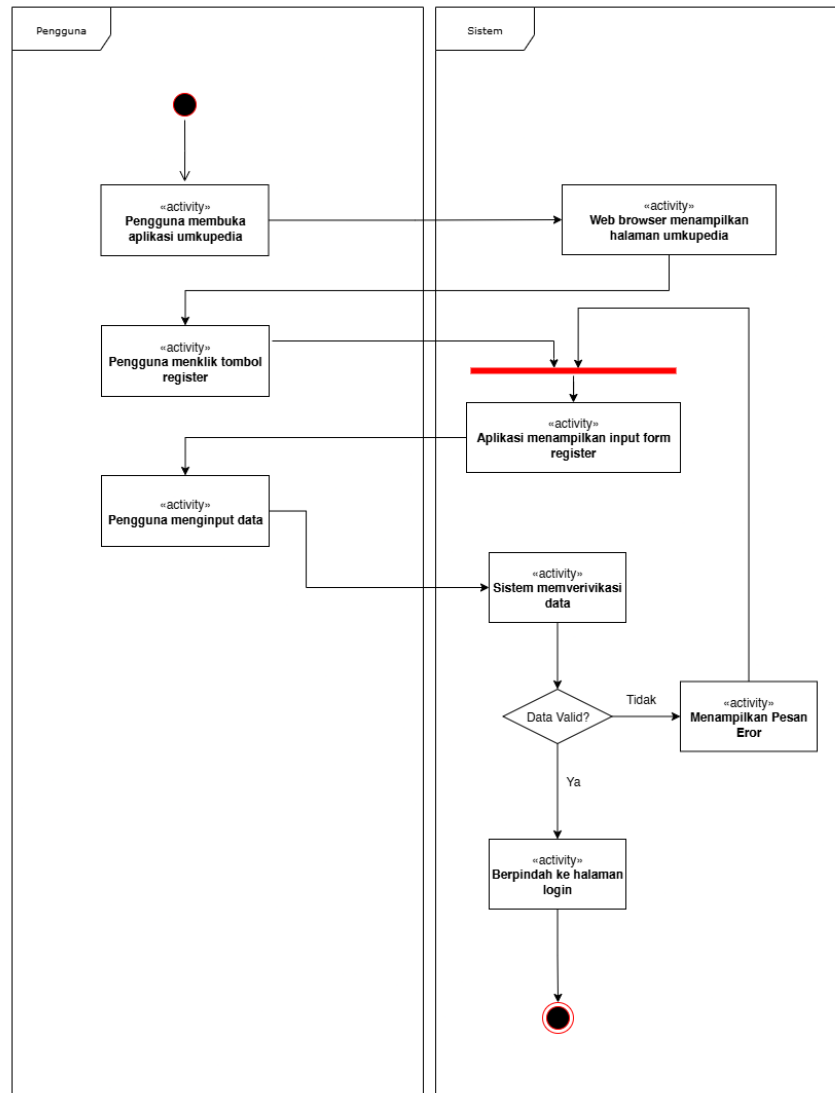 Pengguna
Sistem
«activity»
Pengguna membuka
aplikasi umkupedia
«activity»
Web browser menampilkan
halaman umkupedia
«activity»
Pengguna menklik tombol
register
«activity»
Aplikasi menampilkan input form
register
«activity»
Pengguna menginput data
«activity»
Sistem memverivikasi
data
Data Valid?
Tidak
«activity»
Menampilkan Pesan
Eror
Ya
«activity»
Berpindah ke halaman
login